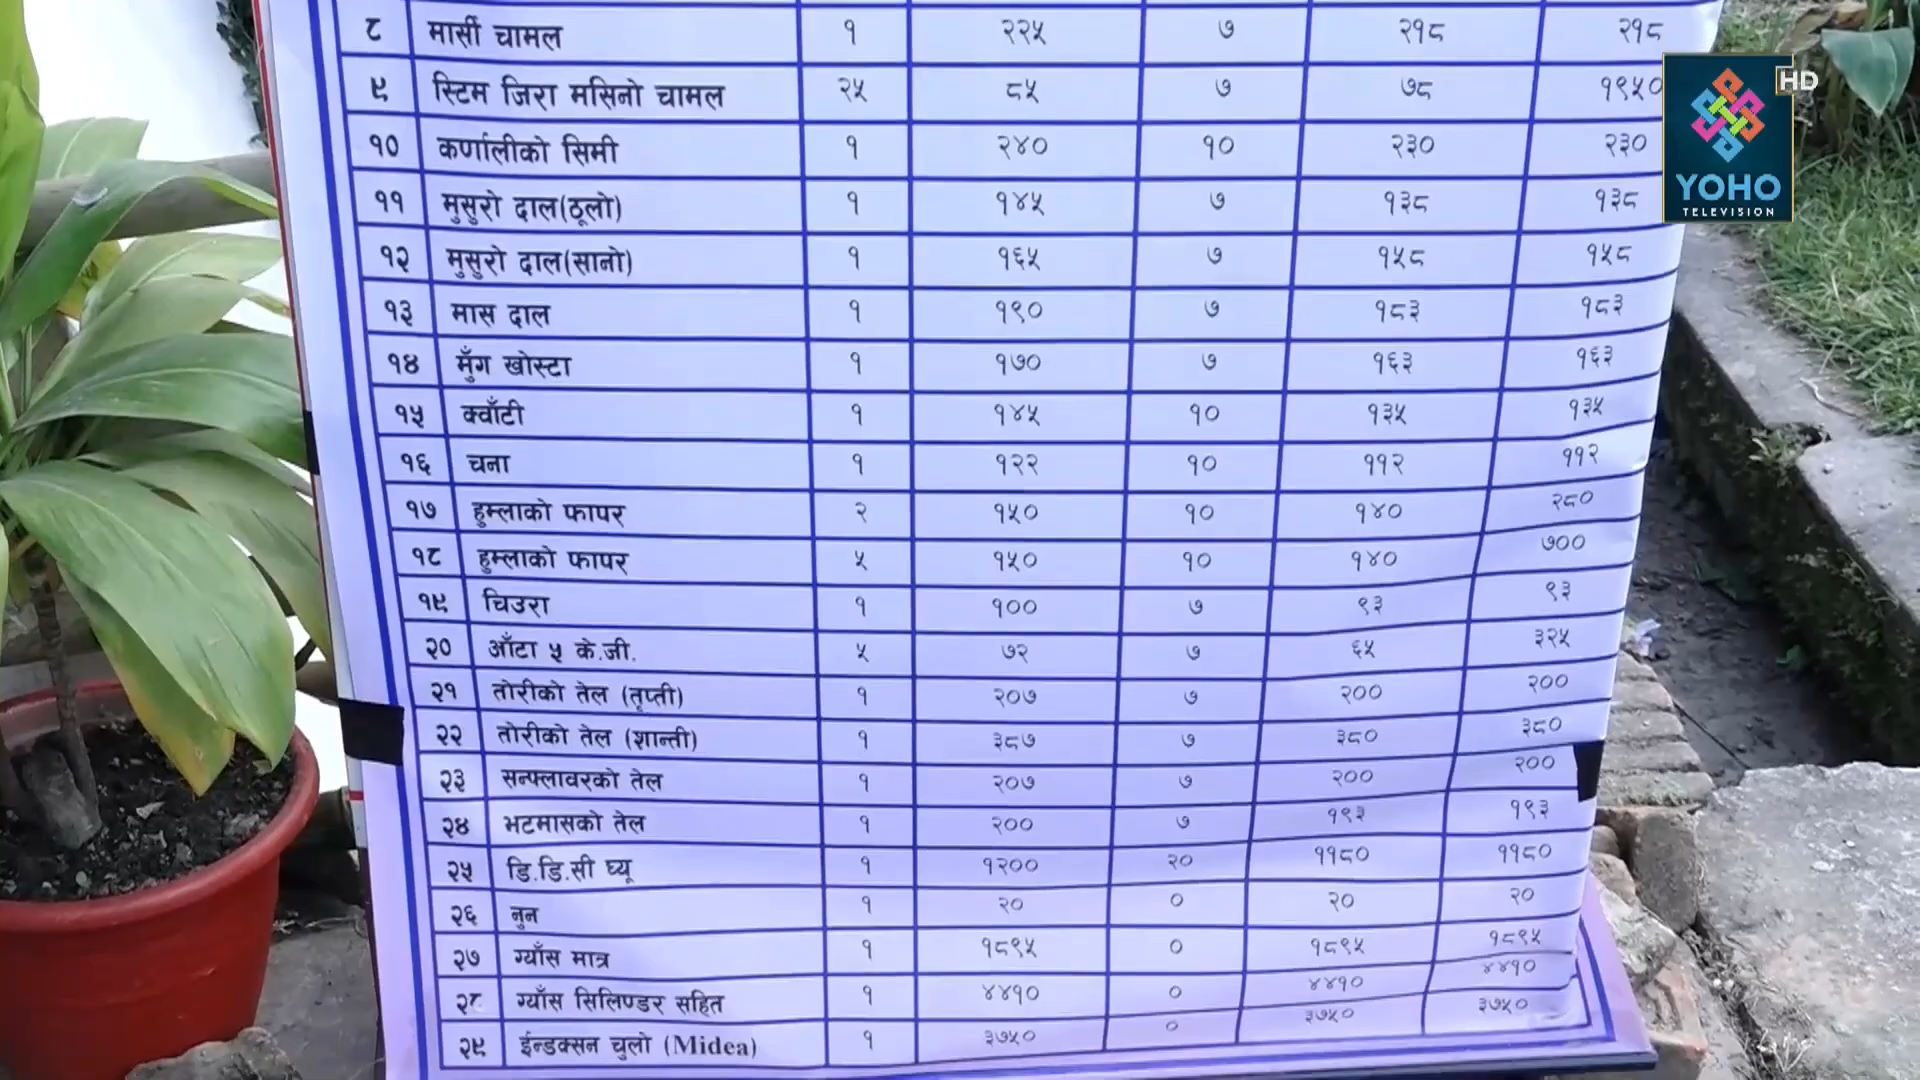 ८ मार्सी चामल १ २२५ ७ २१८ २१८
९ स्टिम जिरा मसिनो चामल २५ ८५ ७ ७८ १९५०
१० कर्णालीको सिमी १ २४० १० २३० २३०
११ मुसुरो दाल(ठूलो) १ १४५ ७ १३८ १३८
१२ मुसुरो दाल(सानो) १ १६५ ७ १५८ १५८
१३ मास दाल १ १९० ७ १८३ १८३
१४ मुँग खोस्टा १ १७० ७ १६३ १६३
१५ क्वाँटी १ १४५ १० १३५ १३५
१६ चना १ १२२ १० ११२ ११२
१७ हुम्लाको फापर २ १५० १० १४० २८०
१८ हुम्लाको फापर ५ १५० १० १४० ७००
१९ चिउरा १ १०० ७ ९३ ९३
२० आँटा ५ के.जी. ५ ७२ ७ ६५ ३२५
२१ तोरीको तेल (तृप्ती) १ २०७ ७ २०० २००
२२ तोरीको तेल (शान्ती) १ ३८७ ७ ३८० ३८०
२३ सन्फ्लावरको तेल १ २०७ ७ २०० २००
२४ भटमासको तेल १ २०० ७ १९३ १९३
२५ डि.डि.सी घ्यू १ १२०० २० ११८० ११८०
२६ नुन १ २० ० २० २०
२७ ग्याँस मात्र १ १८९५ ० १८९५ १८९५
२८ ग्याँस सिलिण्डर सहित १ ४४१० ० ४४१० ४४१०
२९ ईन्डक्सन चुलो (Midea) १ ३७५० ० ३७५० ३७५०
HD
YOHO
TELEVISION